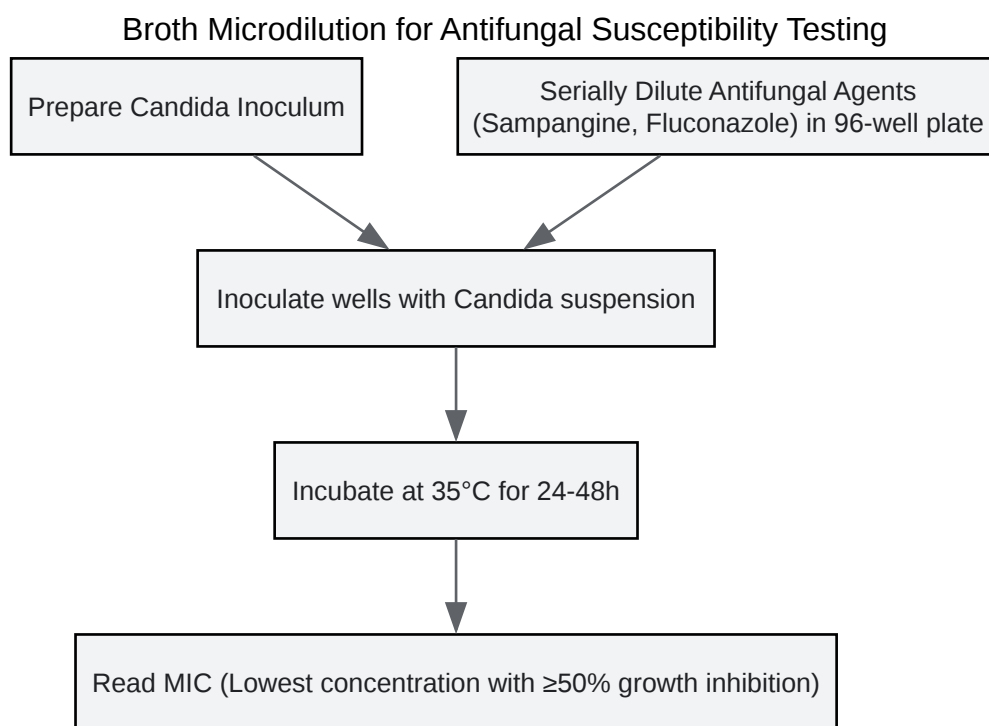 Broth Microdilution for Antifungal Susceptibility Testing
Prepare Candida Inoculum
Serially Dilute Antifungal Agents
(Sampangine, Fluconazole) in 96-well plate
Inoculate wells with Candida suspension
Incubate at 35°C for 24-48h
Read MIC (Lowest concentration with ≥50% growth inhibition)